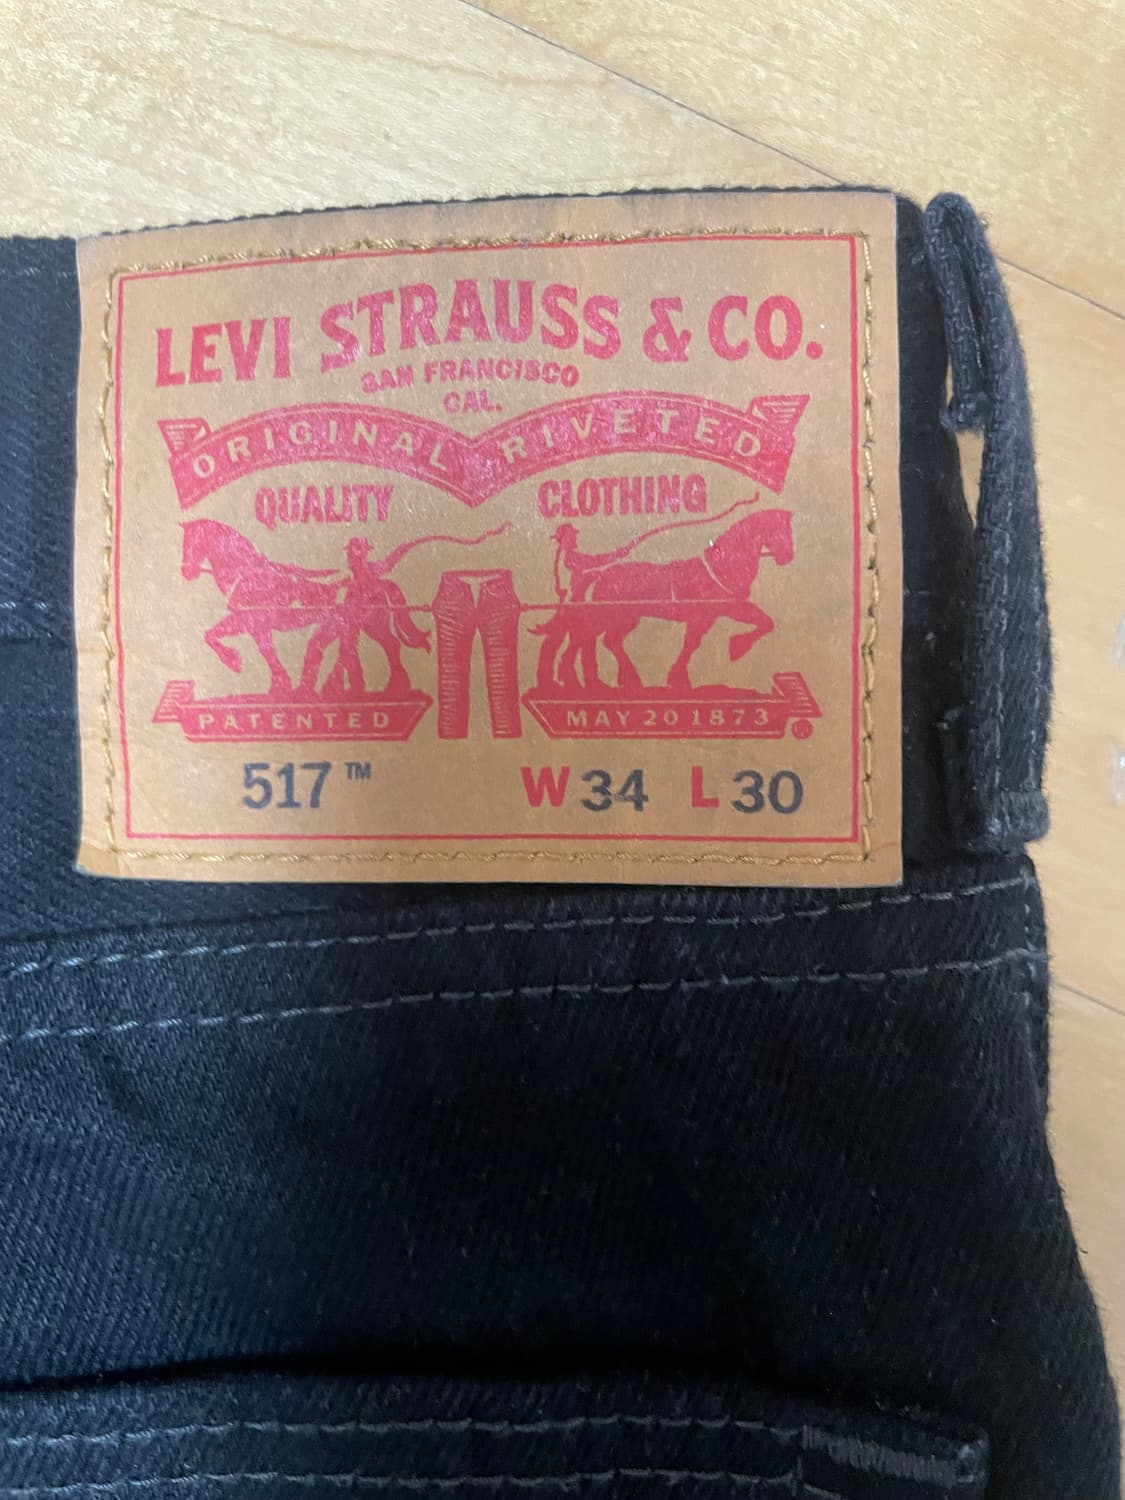 LEVI STRAUSS & CO.
SAN FRANCISCO
CAL.
ORIGINAL RIVETED
QUALITY CLOTHING
PATENTED MAY 20 1873 ®
517™ W34 L30